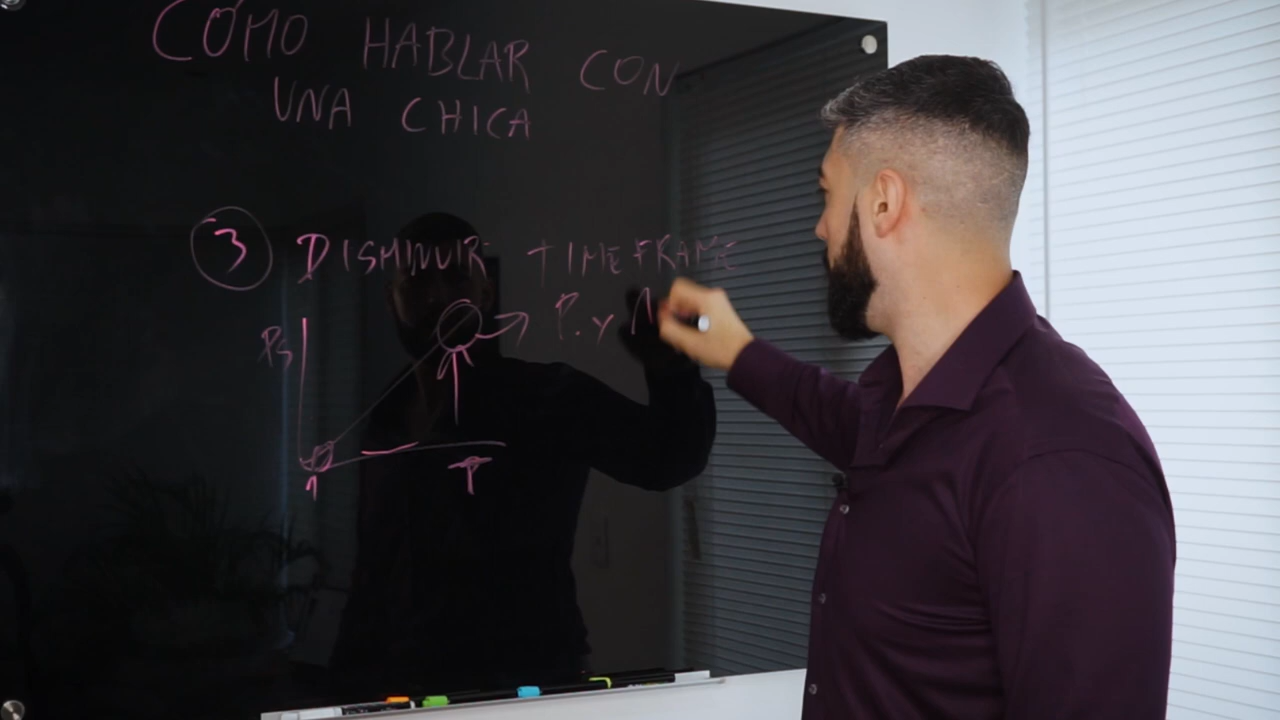 CÓMO HABLAR CON
UNA CHICA
3 DISMINUIR TIMEFRAME
P. y
Ps
T